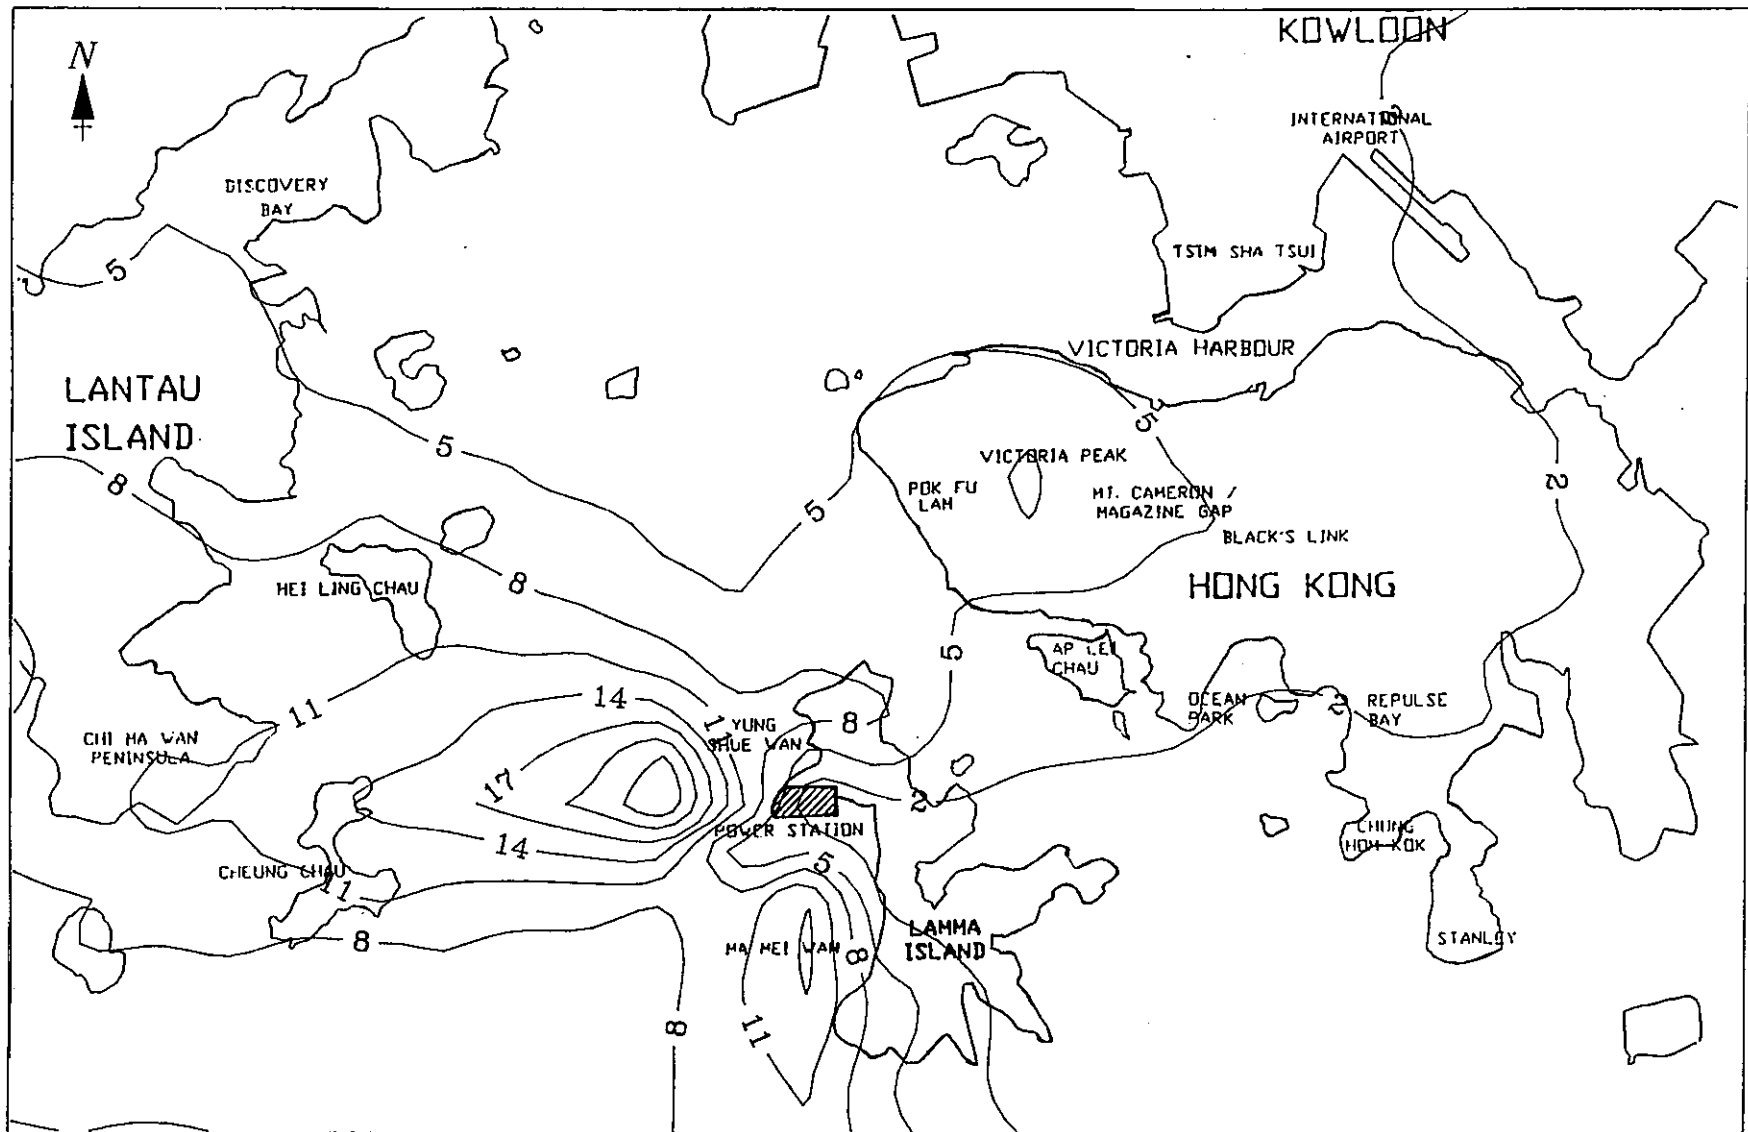 KOWLOON
N
2
INTERNATIONAL
AIRPORT
DISCOVERY
BAY
TSIM SHA TSUI
5
VICTORIA HARBOUR
LANTAU
ISLAND
5
5
VICTORIA PEAK
8
POK FU
LAM
MT. CAMERON /
MAGAZINE GAP
2
5
BLACK'S LINK
HEI LING CHAU
8
HONG KONG
5
AP LEI
CHAU
11
14
11
YUNG
SHUE WAN
8
OCEAN
PARK
2
REPULSE
BAY
CHI MA WAN
PENINSULA
17
2
POWER STATION
14
5
CHUNG
HOM KOK
CHEUNG CHAU
11
8
HA MEI WAN
8
LAMMA
ISLAND
STANLEY
8
11